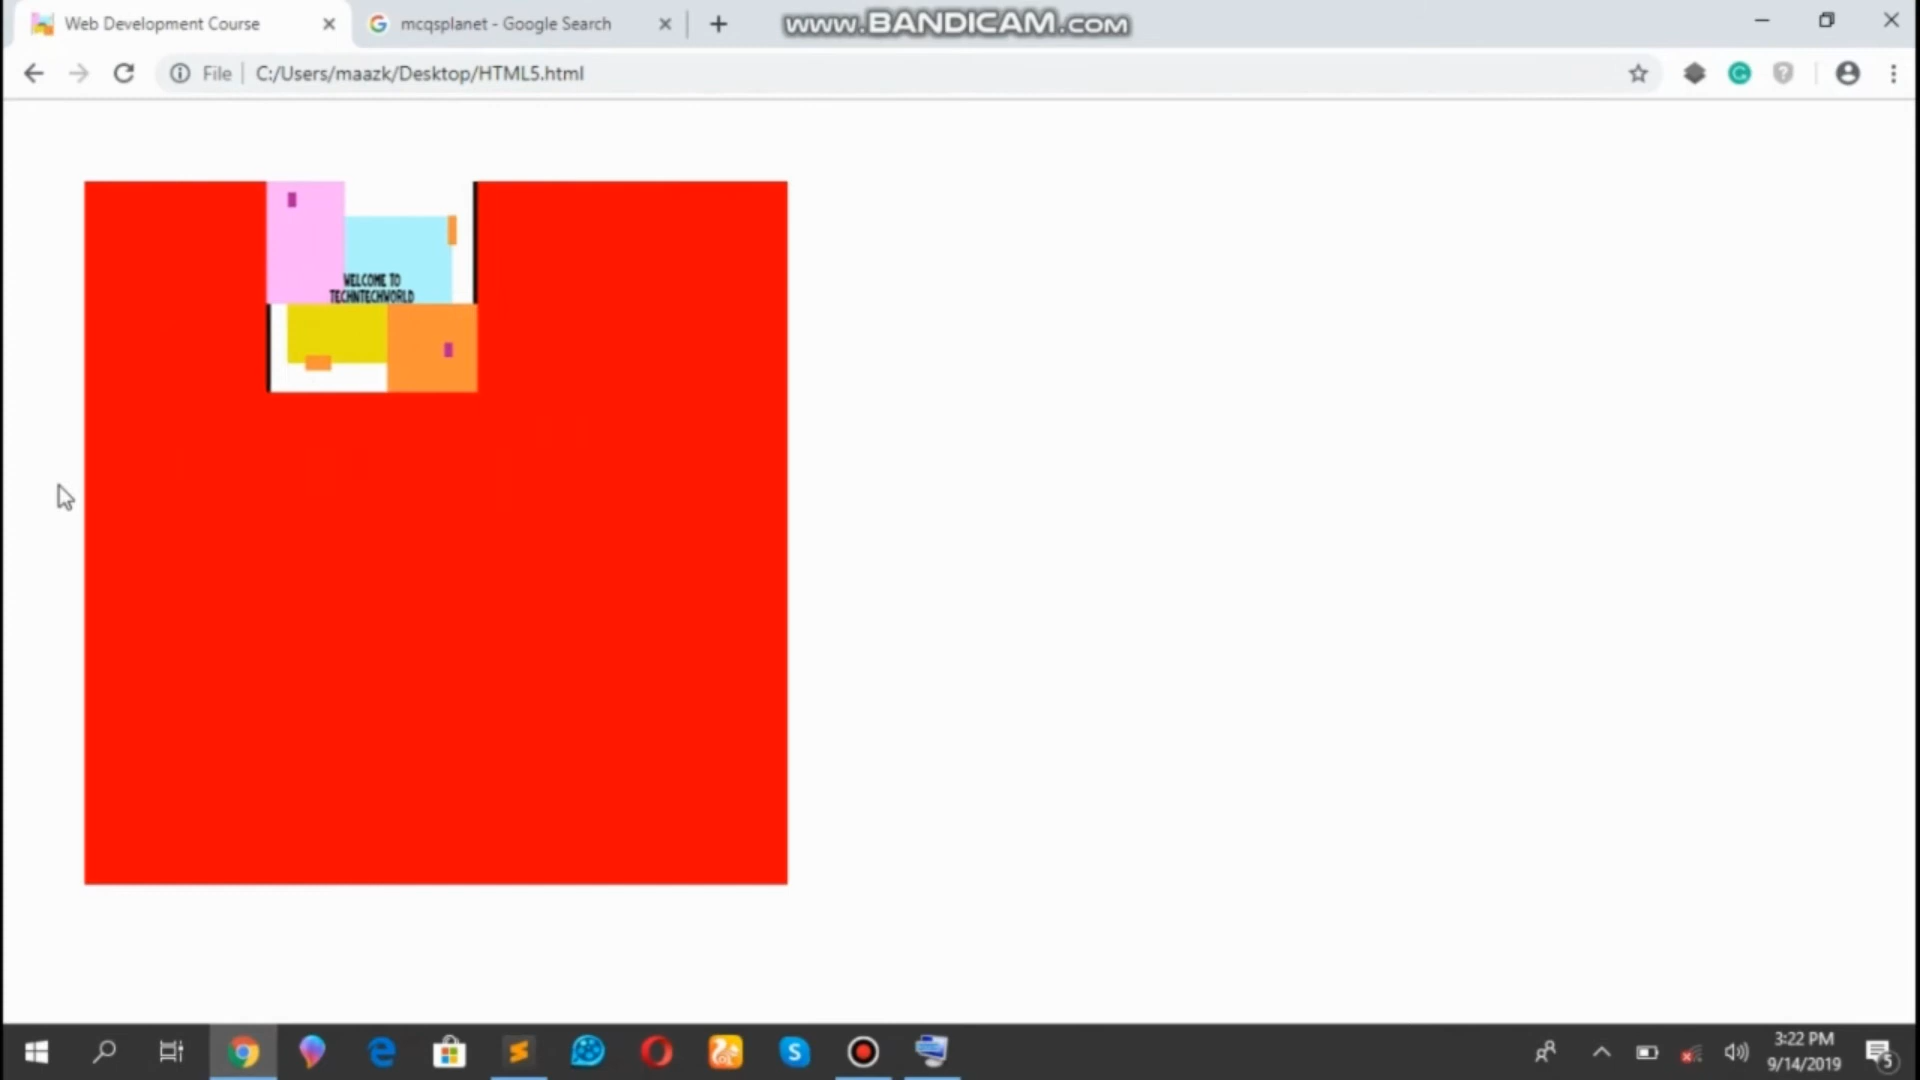 Web Development Course
mcqsplanet - Google Search
www.BANDICAM.com
File
C:/Users/maazk/Desktop/HTML5.html
WELCOME TO
TECHNTECHWORLD
3:22 PM
9/14/2019
5